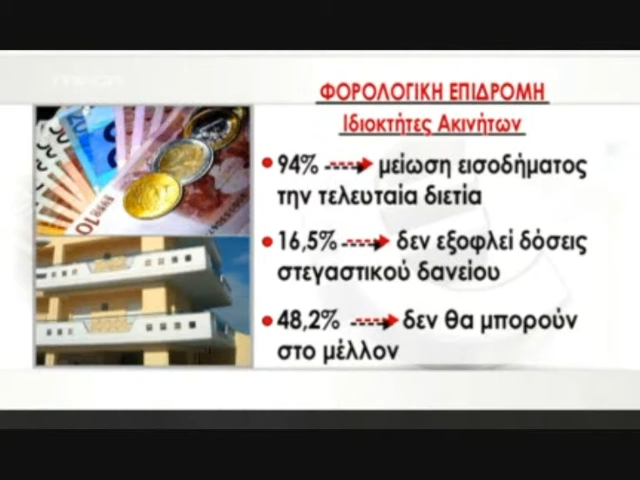 ΦΟΡΟΛΟΓΙΚΗ ΕΠΙΔΡΟΜΗ
Ιδιοκτήτες Ακινήτων
94% μείωση εισοδήματος
την τελευταία διετία
16,5% δεν εξοφλεί δόσεις
στεγαστικού δανείου
48,2% δεν θα μπορούν
στο μέλλον